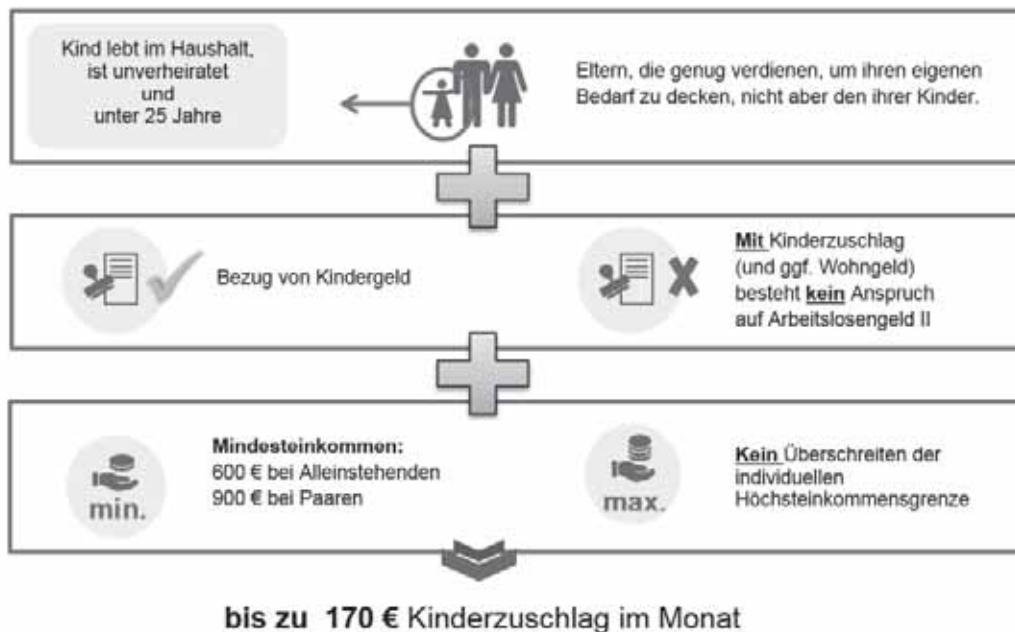 Kind lebt im Haushalt,
ist unverheiratet
und
unter 25 Jahre
Eltern, die genug verdienen, um ihren eigenen
Bedarf zu decken, nicht aber den ihrer Kinder.
Bezug von Kindergeld
Mit Kinderzuschlag
(und ggf. Wohngeld)
besteht kein Anspruch
auf Arbeitslosengeld II
min.
Mindesteinkommen:
600 € bei Alleinstehenden
900 € bei Paaren
max.
Kein Überschreiten der
individuellen
Höchsteinkommensgrenze
bis zu 170 € Kinderzuschlag im Monat